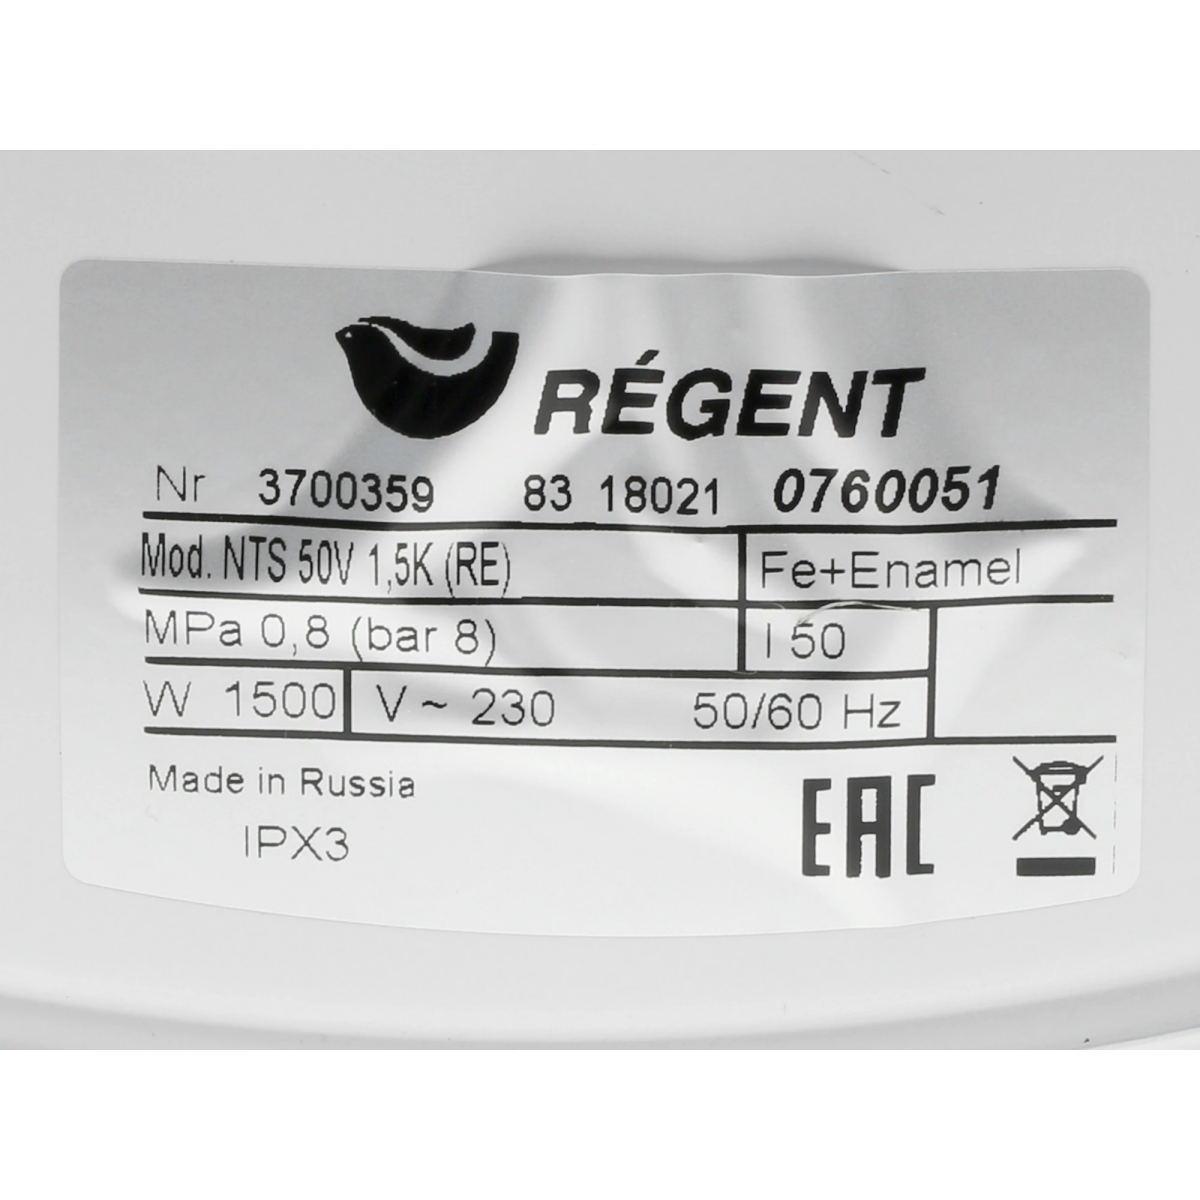 RÉGENT
Nr 3700359 83 18021 0760051
Mod. NTS 50V 1,5K (RE) Fe+Enamel
MPa 0,8 (bar 8) l 50
W 1500 V ~ 230 50/60 Hz
Made in Russia
IPX3
EAC